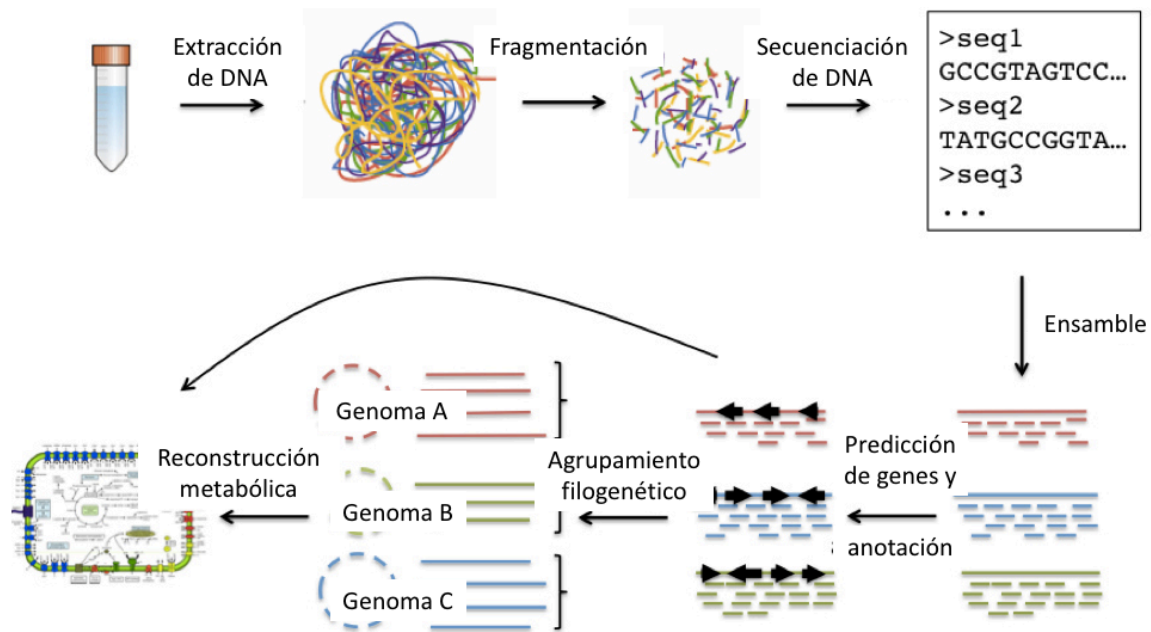 Extracción
de DNA
Fragmentación
Secuenciación
de DNA
>seq1
GCCGTAGTCC…
>seq2
TATGCCGGTA…
>seq3
...
Ensamble
Predicción
de genes y
anotación
Agrupamiento
filogenético
Genoma A
Genoma B
Genoma C
Reconstrucción
metabólica